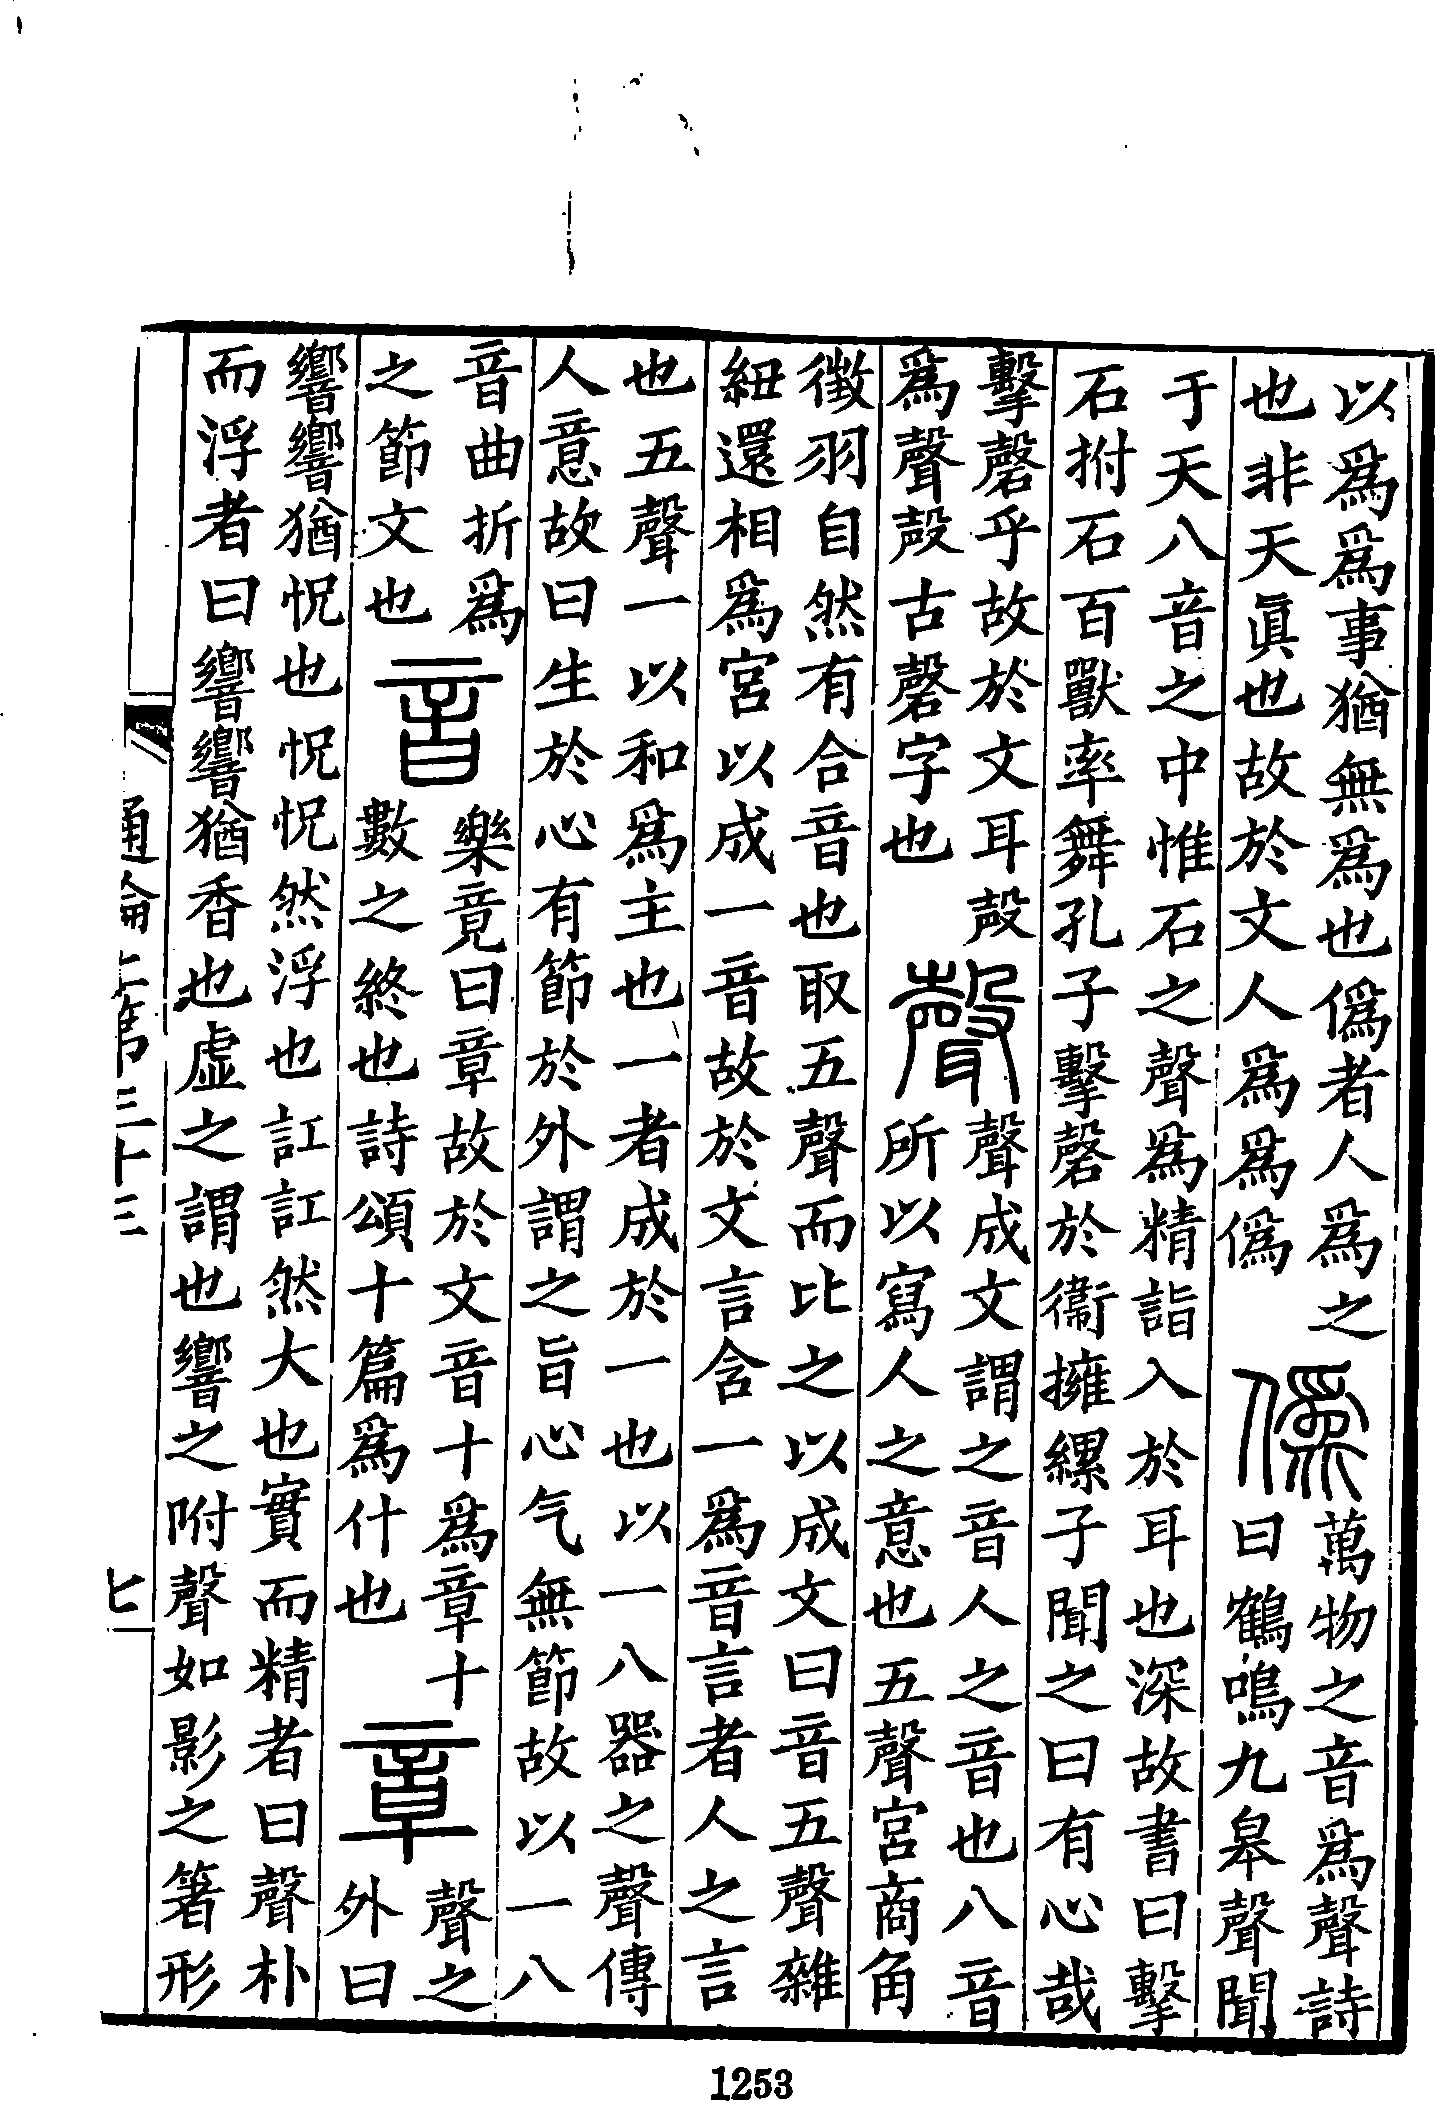 以爲爲事猶無爲也僞者人爲之
也非天眞也故於文人爲爲僞
僞
萬物之音爲聲詩
曰鶴鳴九皋聲聞
于天八音之中惟石之聲爲精詣入於耳也深故書曰擊
石拊石百獸率舞孔子擊磬於衞擁縲子聞之曰有心哉
擊磬乎故於文耳殸
爲聲殸古磬字也
聲
聲成文謂之音人之音也八音
所以寫人之意也五聲宮商角
徵羽自然有合音也取五聲而比之以成文曰音五聲雜
紐還相爲宮以成一音故於文言含一爲音言者人之言
也五聲一以和爲主也一者成於一也以一八器之聲傳
人意故曰生於心有節於外謂之旨心气無節故以一八
音曲折爲
之節文也
音
樂竟曰章故於文音十爲章十
數之終也詩頌十篇爲什也
章
聲之
外曰
響響猶怳也怳怳然浮也訌訌然大也實而精者曰聲朴
而浮者曰響響猶香也虛之謂也響之附聲如影之箸形
通論上第三十三
七
1253